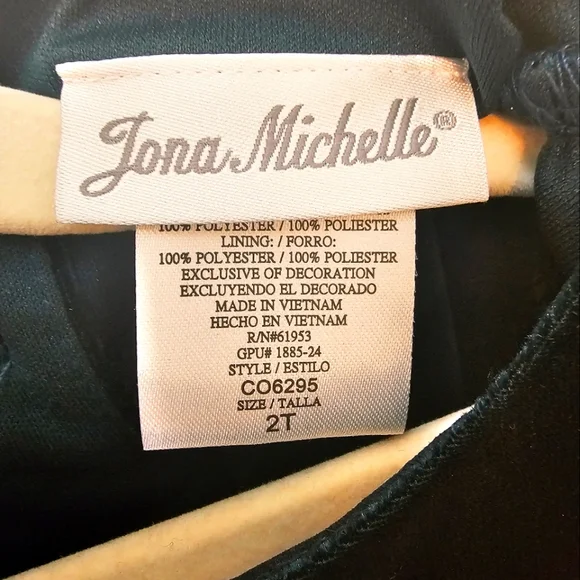 Jona Michelle®
100% POLYESTER / 100% POLIESTER
LINING: / FORRO:
100% POLYESTER / 100% POLIESTER
EXCLUSIVE OF DECORATION
EXCLUYENDO EL DECORADO
MADE IN VIETNAM
HECHO EN VIETNAM
R/N#61953
GPU# 1885-24
STYLE / ESTILO
CO6295
SIZE / TALLA
2T